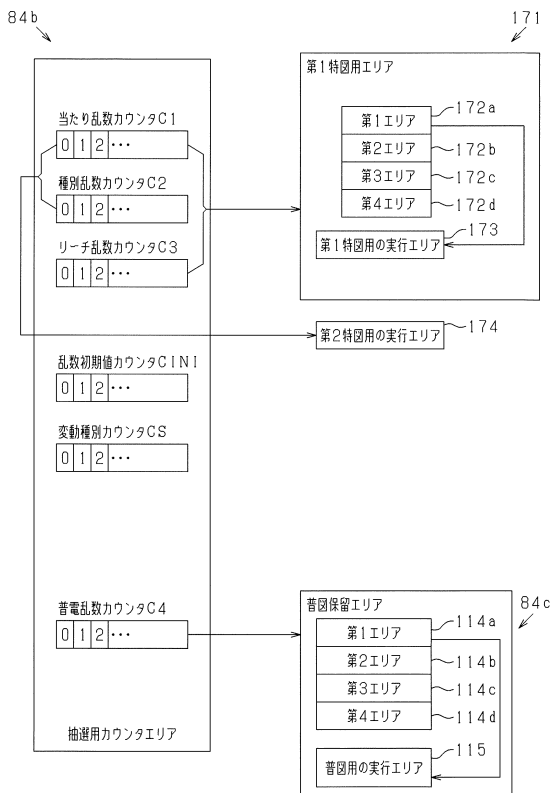 84b
当たり乱数カウンタC1
0 1 2 ・・・
種別乱数カウンタC2
0 1 2 ・・・
リーチ乱数カウンタC3
0 1 2 ・・・
乱数初期値カウンタCINI
0 1 2 ・・・
変動種別カウンタCS
0 1 2 ・・・
普電乱数カウンタC4
0 1 2 ・・・
抽選用カウンタエリア
171
第1特図用エリア
第1エリア 172a
第2エリア 172b
第3エリア 172c
第4エリア 172d
第1特図用の実行エリア 173
第2特図用の実行エリア 174
84c
普図保留エリア
第1エリア 114a
第2エリア 114b
第3エリア 114c
第4エリア 114d
普図用の実行エリア 115